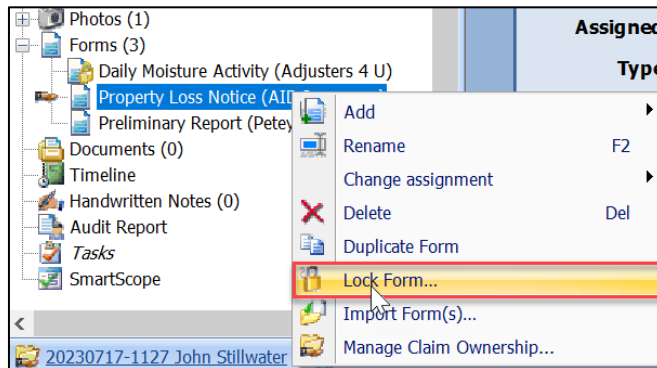 Photos (1)
Forms (3)
Daily Moisture Activity (Adjusters 4 U)
Property Loss Notice
Preliminary Report (Petey
Documents (0)
Timeline
Handwritten Notes (0)
Audit Report
Tasks
SmartScope
20230717-1127 John Stillwater
Assigned
Type
Add
Rename F2
Change assignment
Delete Del
Duplicate Form
Lock Form...
Import Form(s)...
Manage Claim Ownership...